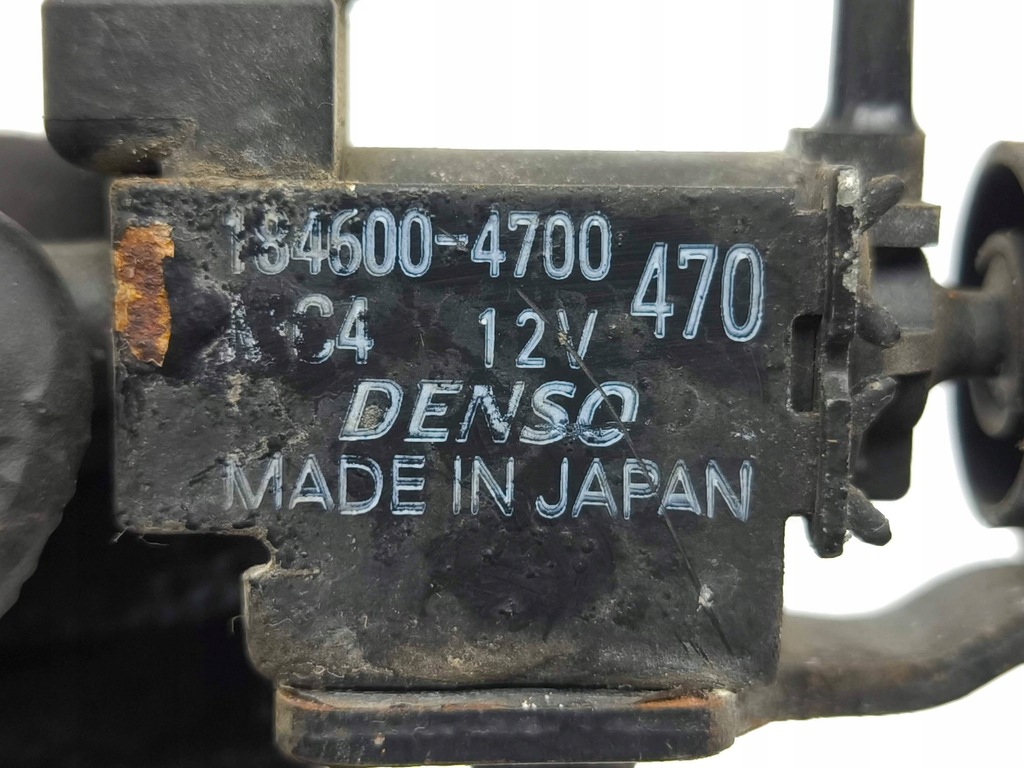 184600-4700 470
C4 12V
DENSO
MADE IN JAPAN